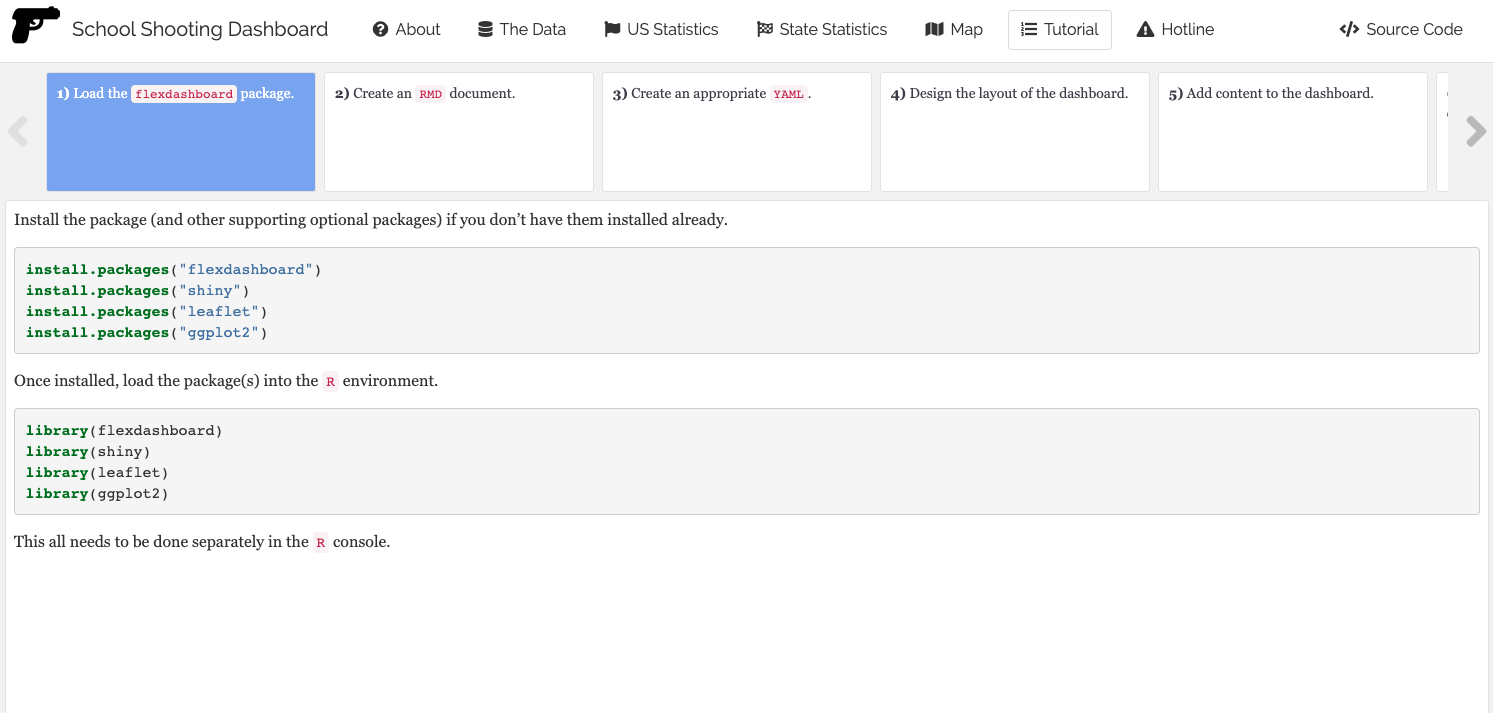 School Shooting Dashboard About The Data US Statistics State Statistics Map Tutorial Hotline Source Code
1) Load the flexdashboard package.
2) Create an RMD document.
3) Create an appropriate YAML.
4) Design the layout of the dashboard.
5) Add content to the dashboard.
Install the package (and other supporting optional packages) if you don’t have them installed already.
install.packages("flexdashboard")
install.packages("shiny")
install.packages("leaflet")
install.packages("ggplot2")
Once installed, load the package(s) into the R environment.
library(flexdashboard)
library(shiny)
library(leaflet)
library(ggplot2)
This all needs to be done separately in the R console.